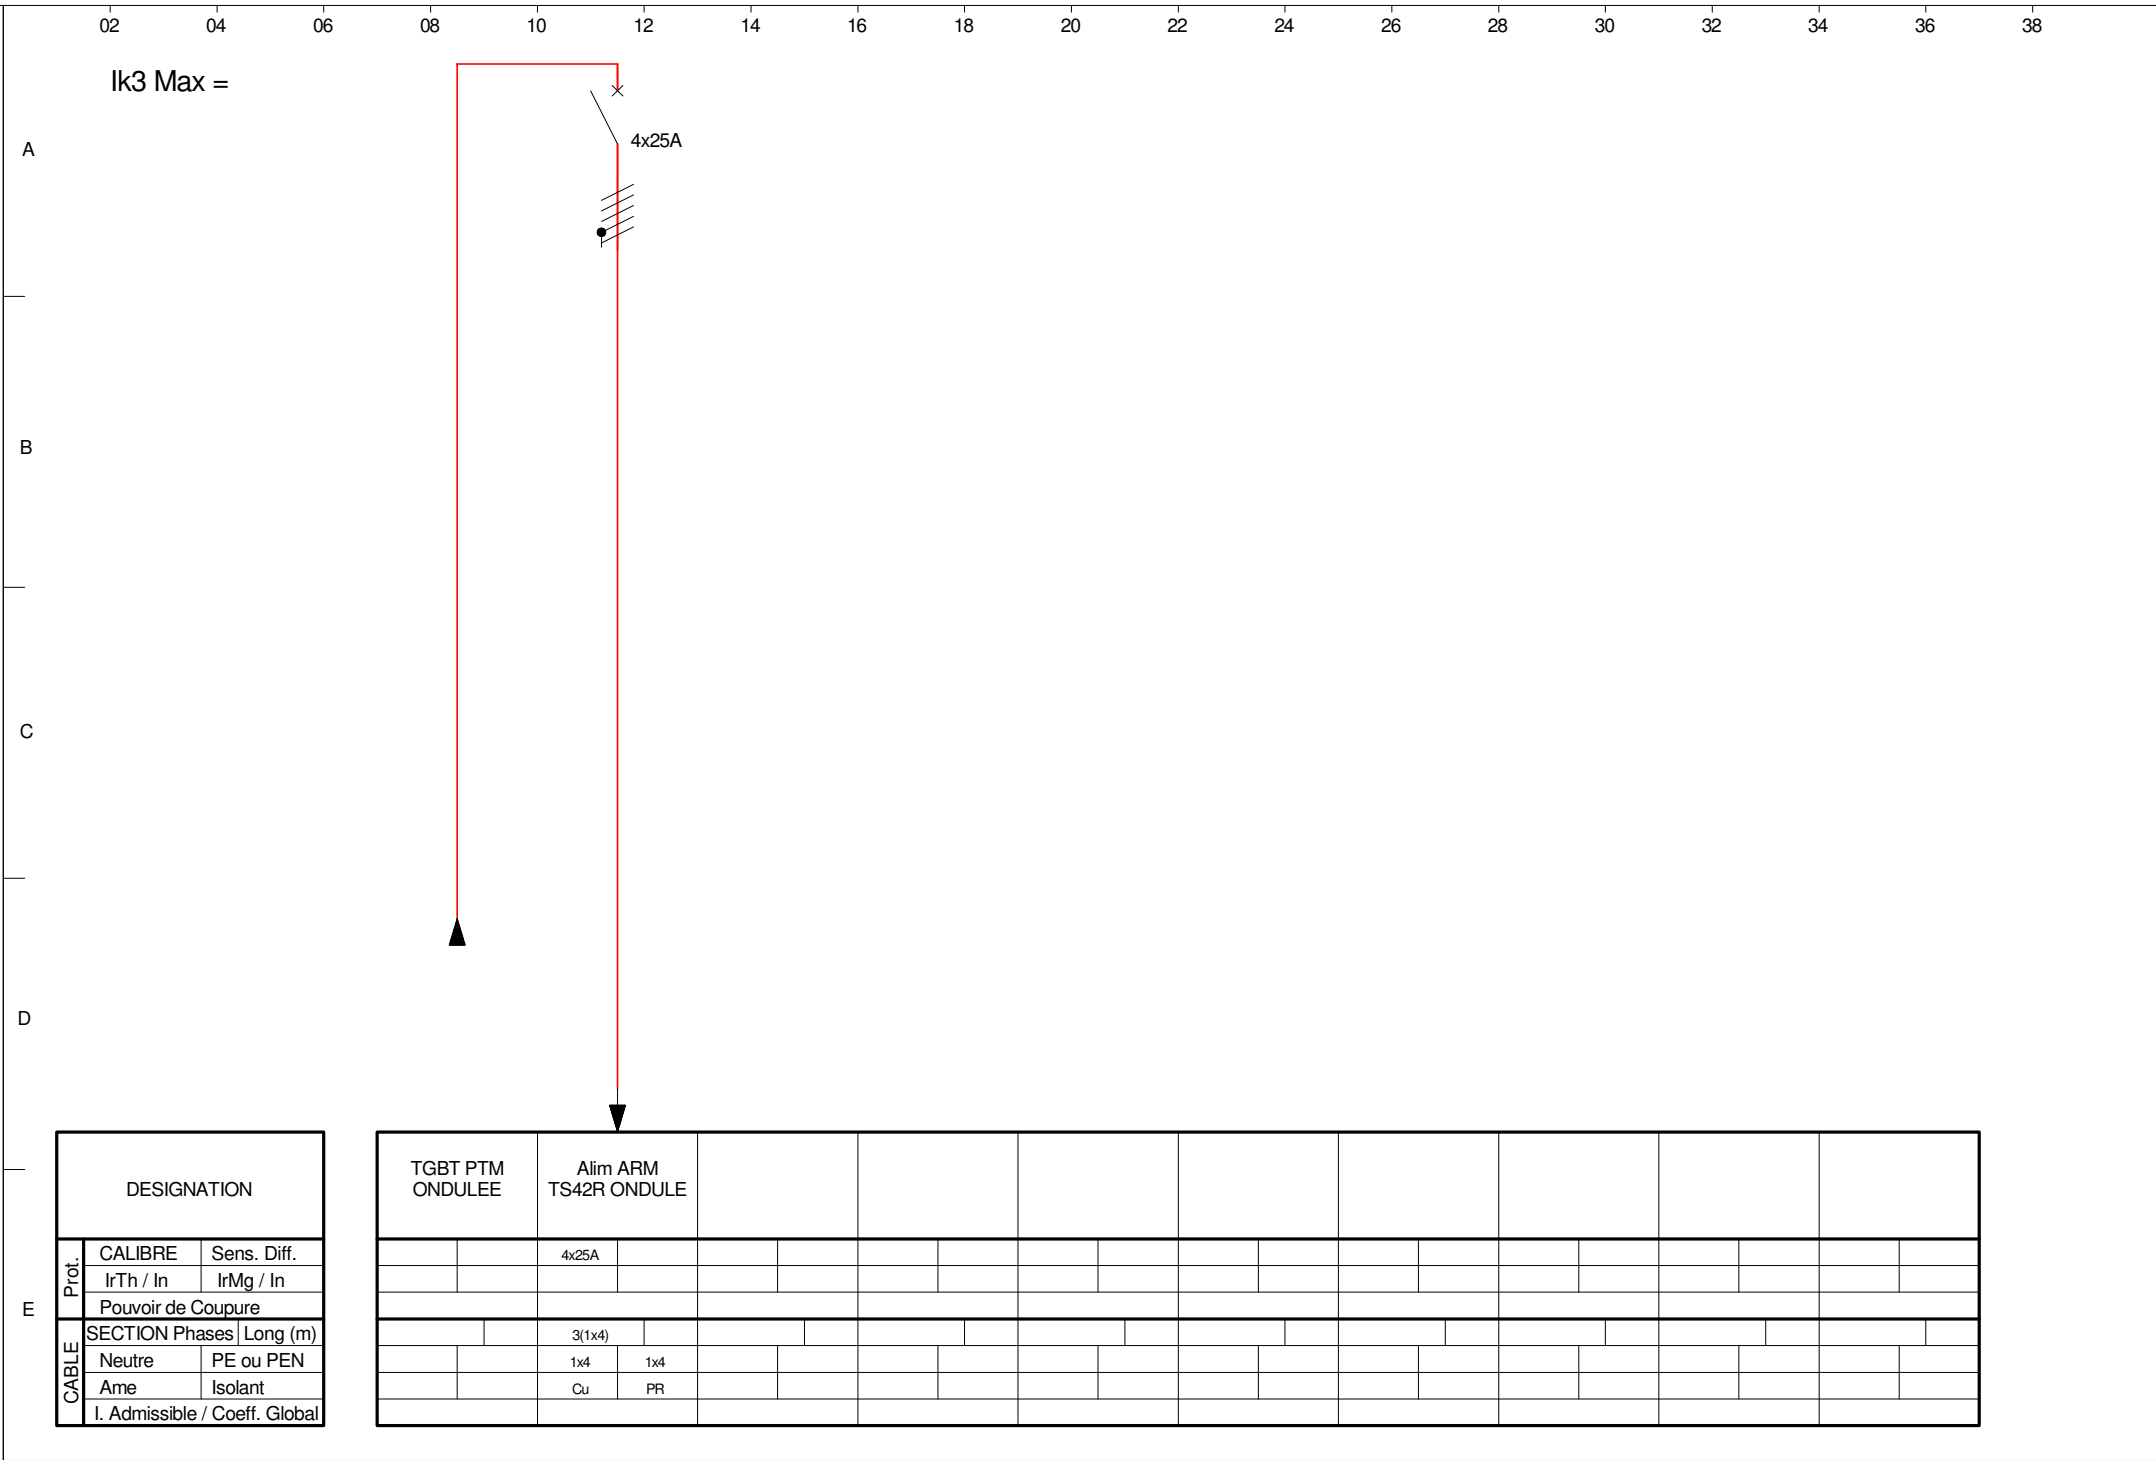 02 04 06 08 10 12 14 16 18 20 22 24 26 28 30 32 34 36 38
Ik3 Max =
A
4x25A
B
C
D
DESIGNATION
TGBT PTM
ONDULEE
Alim ARM
TS42R ONDULE
Prot.
CALIBRE Sens. Diff. 4x25A
IrTh / In IrMg / In
E
Pouvoir de Coupure
CABLE
SECTION Phases Long (m) 3(1x4)
Neutre PE ou PEN 1x4 1x4
Ame Isolant Cu PR
I. Admissible / Coeff. Global